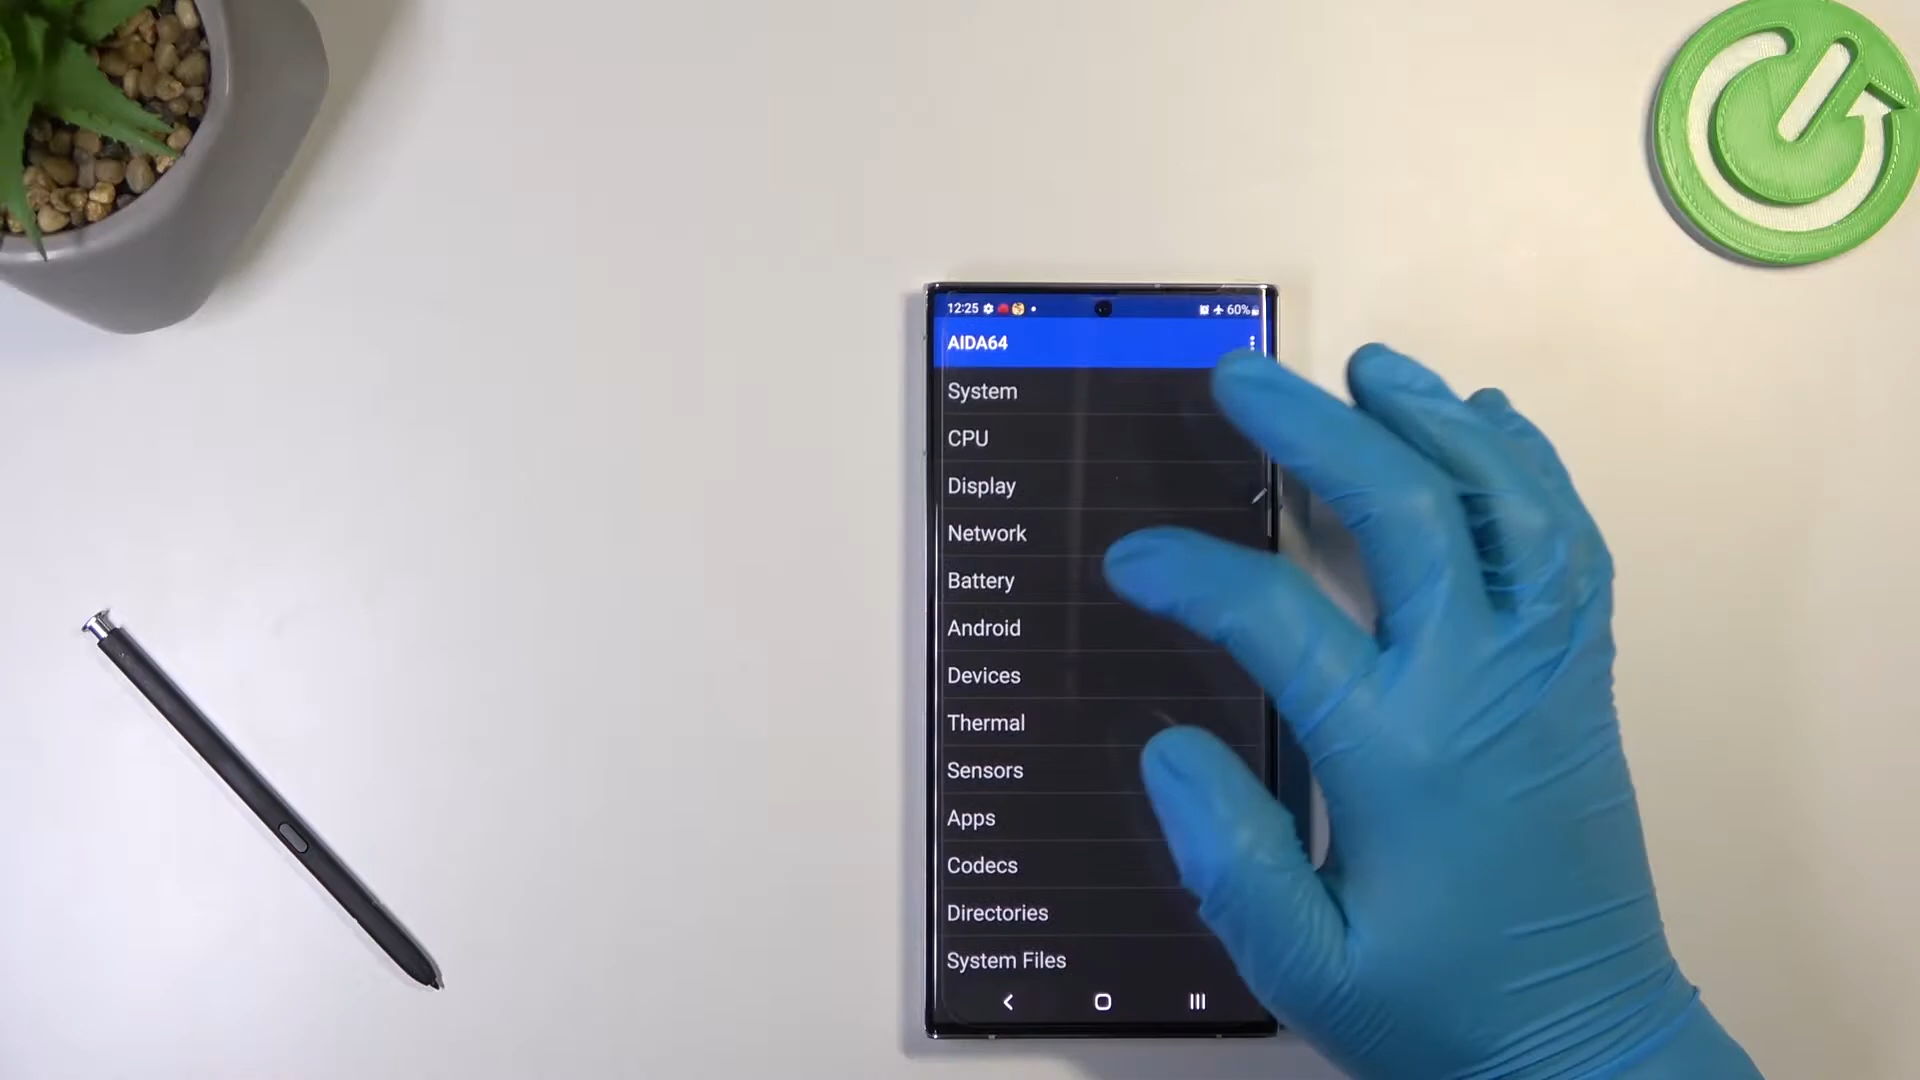 12:25 60%
AIDA64
System
CPU
Display
Network
Battery
Android
Devices
Thermal
Sensors
Apps
Codecs
Directories
System Files